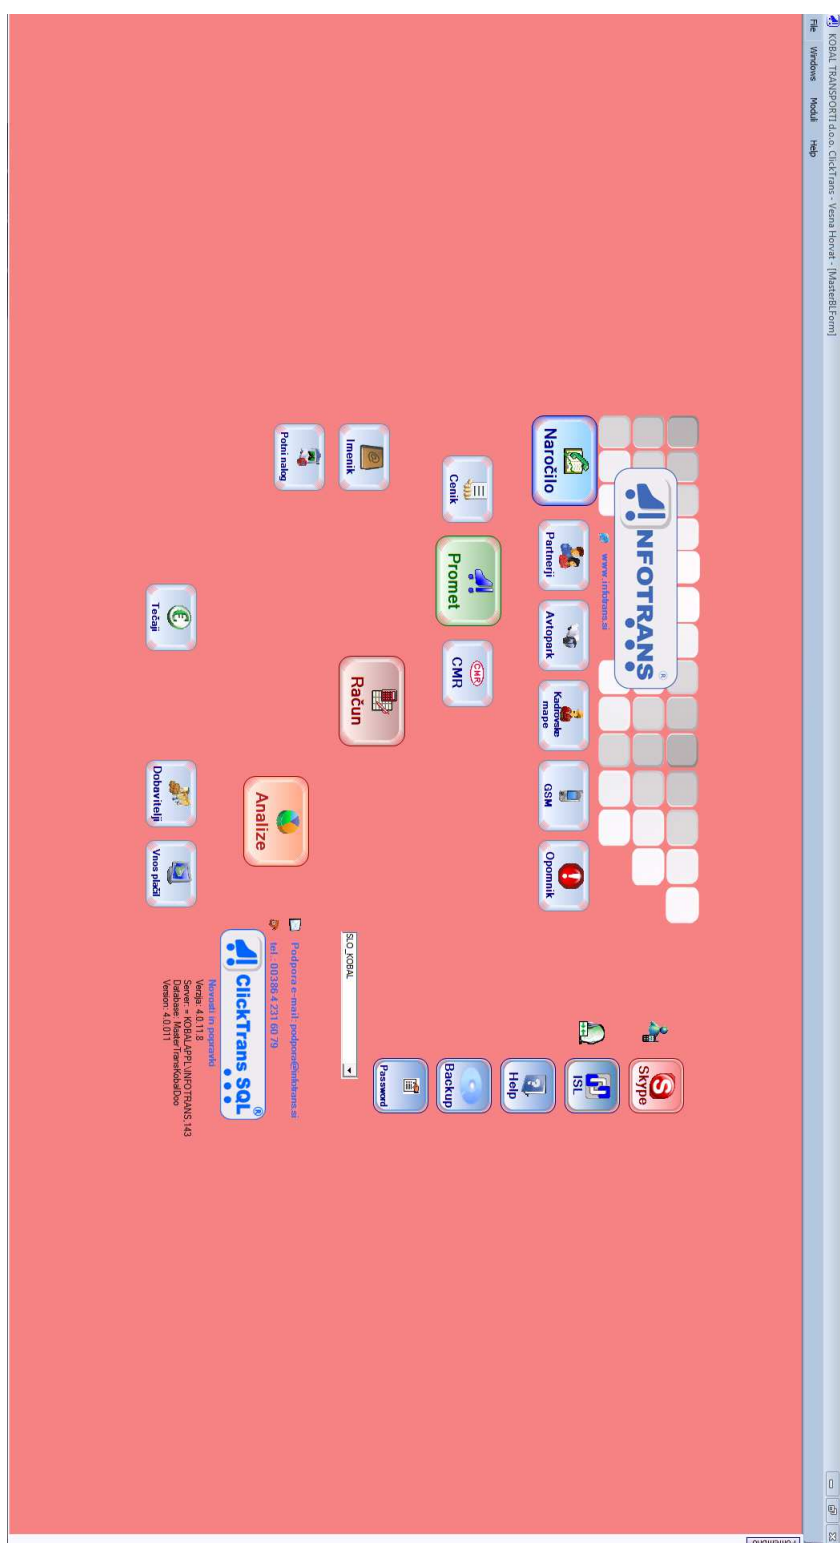 KOBAL TRANSPORTI d.o.o. ClickTrans - Vesna Horvat - [MasterBLForm]
File Windows Moduli Help
INFOTRANS®
www.infotrans.si
Naročilo
Partnerji
Avtopark
Kadrovske
mape
GSM
Opomnik
Skype
ISL
Help
Backup
Password
Cenik
Promet
CMR
CMR
Imenik
Račun
SLO_KOBAL
Potni nalog
Analize
Podpora e-mail: podpora@infotrans.si
tel.: 00386 4 231 60 79
ClickTrans SQL®
Tečaji
Dobavitelji
Vnos plačil
Novosti in popravki
Verzija: 4.0.11.8
Server: = KOBALAPPL\INFOTRANS,143
Database: MasterTransKobalDoo
Version: 4.0.011